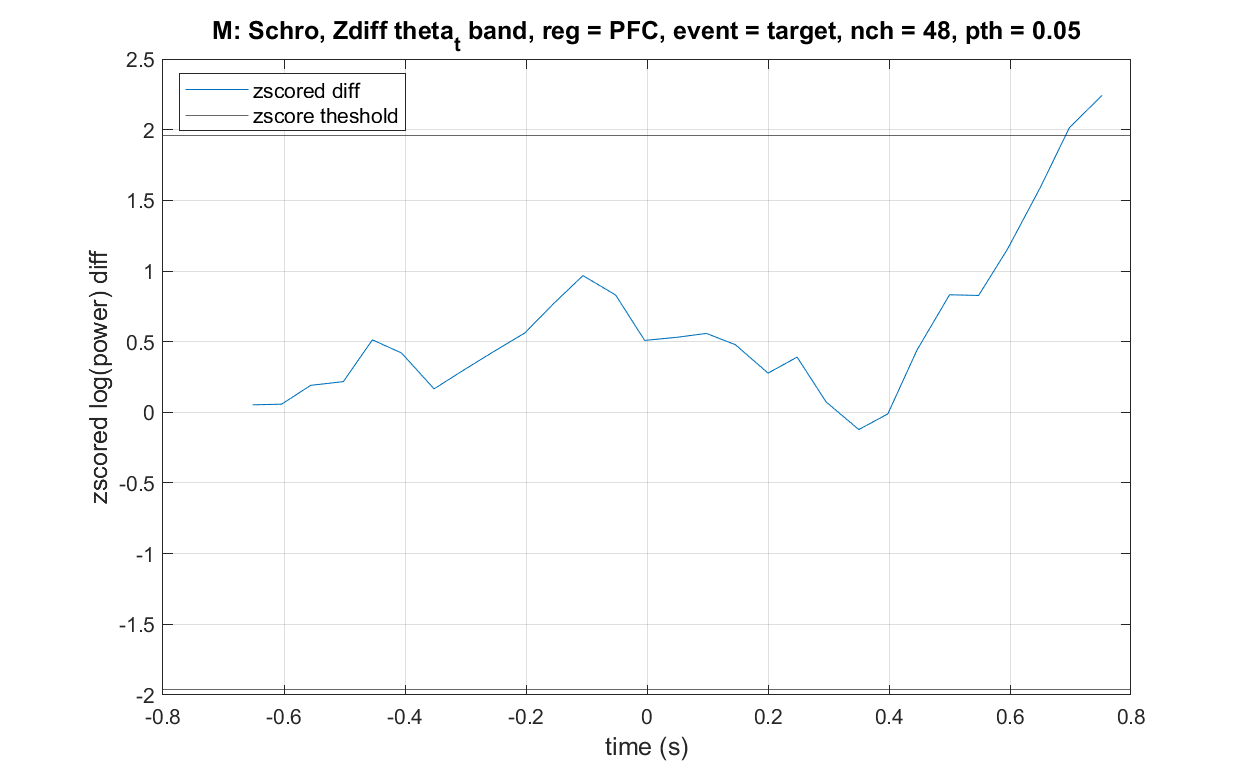 M: Schro, Zdiff theta_t band, reg = PFC, event = target, nch = 48, pth = 0.05
2.5
zscored diff
zscore theshold
2
1.5
1
0.5
0
-0.5
-1
-1.5
-2
zscored log(power) diff
-0.8 -0.6 -0.4 -0.2 0 0.2 0.4 0.6 0.8
time (s)